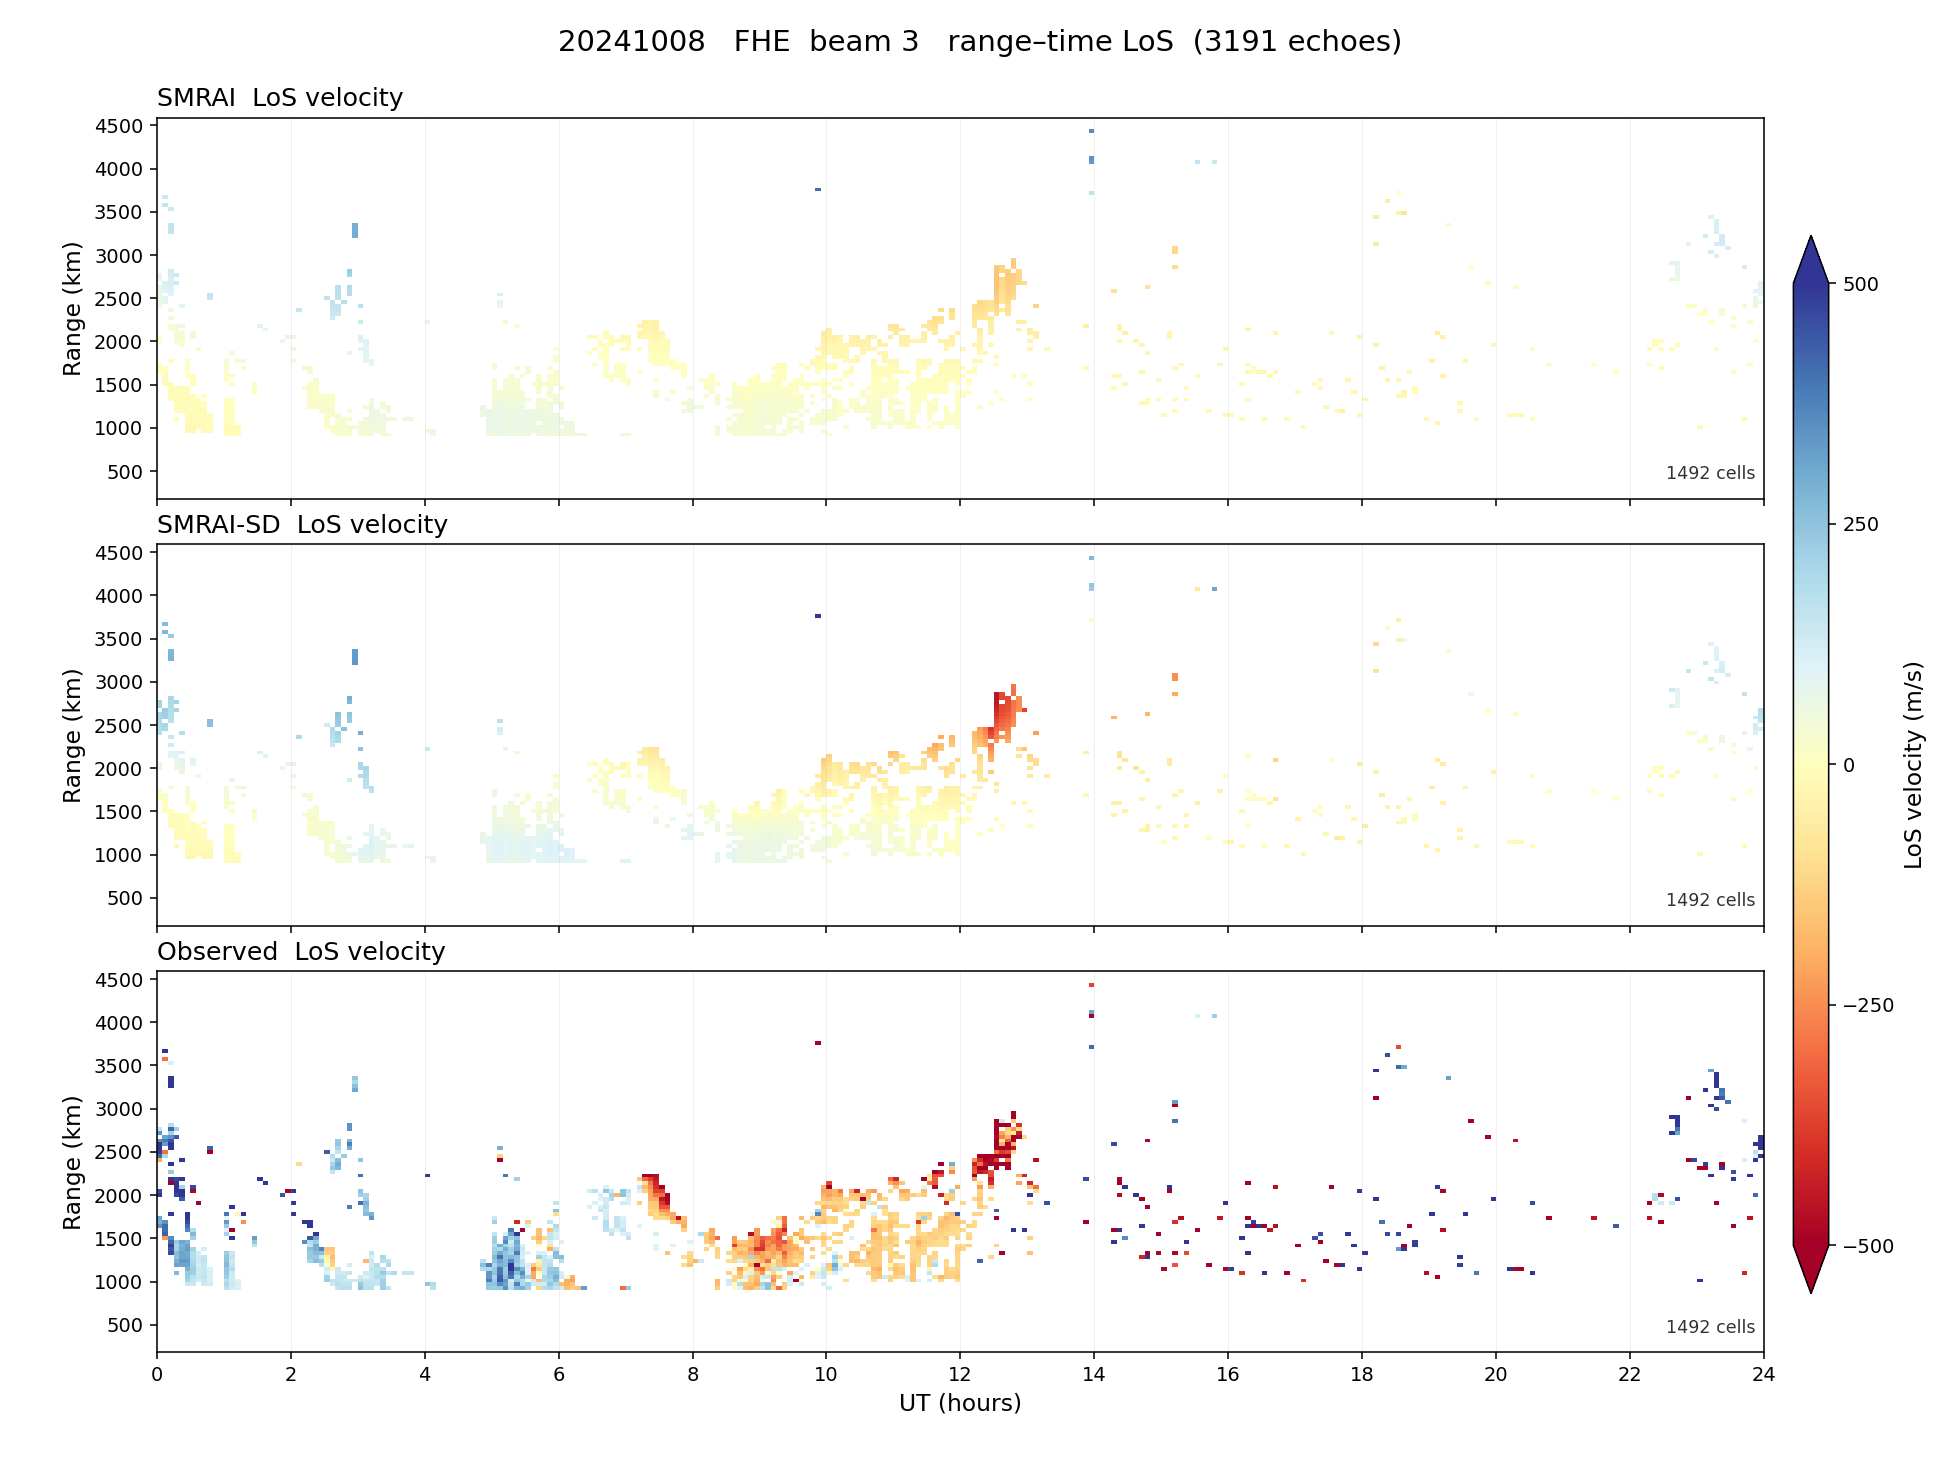 20241008   FHE  beam 3   range–time LoS  (3191 echoes)
SMRAI  LoS velocity
4500
4000
3500
3000
2500
2000
1500
1000
500
Range (km)
1492 cells
SMRAI-SD  LoS velocity
4500
4000
3500
3000
2500
2000
1500
1000
500
Range (km)
1492 cells
Observed  LoS velocity
4500
4000
3500
3000
2500
2000
1500
1000
500
Range (km)
1492 cells
0 2 4 6 8 10 12 14 16 18 20 22 24
UT (hours)
500
250
0
−250
−500
LoS velocity (m/s)